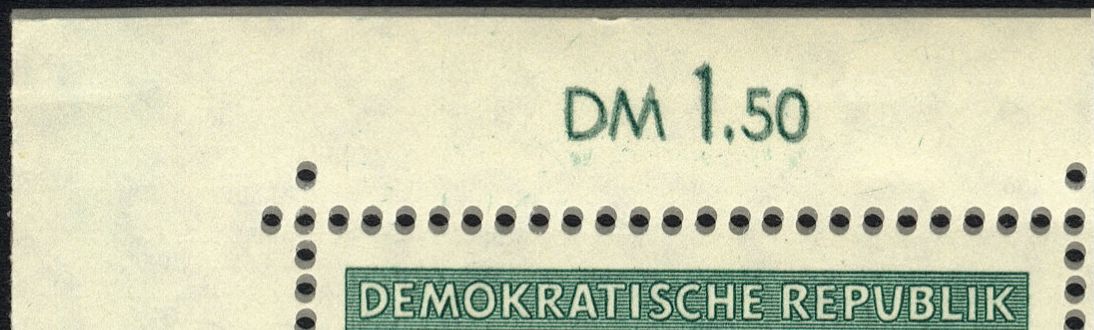 DM 1.50
DEMOKRATISCHE REPUBLIK